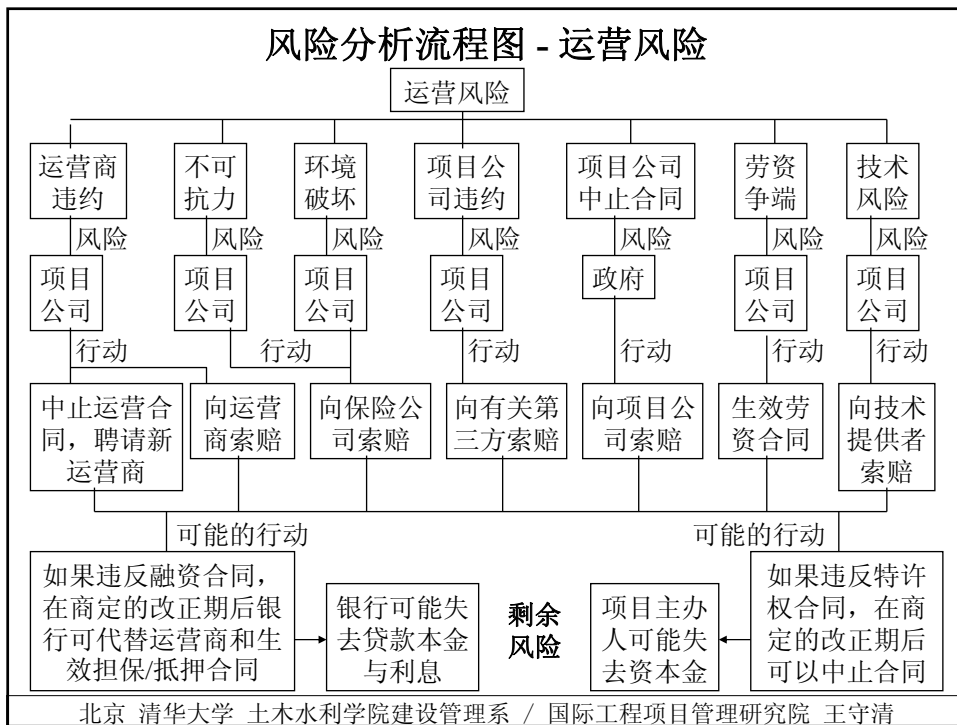 风险分析流程图 - 运营风险
运营风险
运营商
违约
不可
抗力
环境
破坏
项目公
司违约
项目公司
中止合同
劳资
争端
技术
风险
风险
风险
风险
风险
风险
风险
风险
项目
公司
项目
公司
项目
公司
项目
公司
政府
项目
公司
项目
公司
行动
行动
行动
行动
行动
行动
中止运营合
同，聘请新
运营商
向运营
商索赔
向保险公
司索赔
向有关第
三方索赔
向项目公
司索赔
生效劳
资合同
向技术
提供者
索赔
可能的行动
可能的行动
如果违反融资合同，
在商定的改正期后银
行可代替运营商和生
效担保/抵押合同
银行可能失
去贷款本金
与利息
剩余
风险
项目主办
人可能失
去资本金
如果违反特许
权合同，在商
定的改正期后
可以中止合同
北京 清华大学 土木水利学院建设管理系 / 国际工程项目管理研究院 王守清